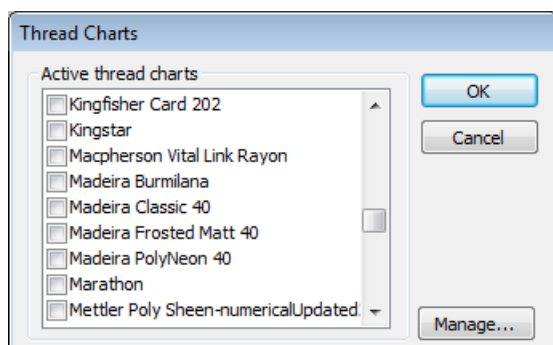 Thread Charts
Active thread charts
Kingfisher Card 202
Kingstar
Macpherson Vital Link Rayon
Madeira Burmilana
Madeira Classic 40
Madeira Frosted Matt 40
Madeira PolyNeon 40
Marathon
Mettler Poly Sheen-numericalUpdated
OK
Cancel
Manage...